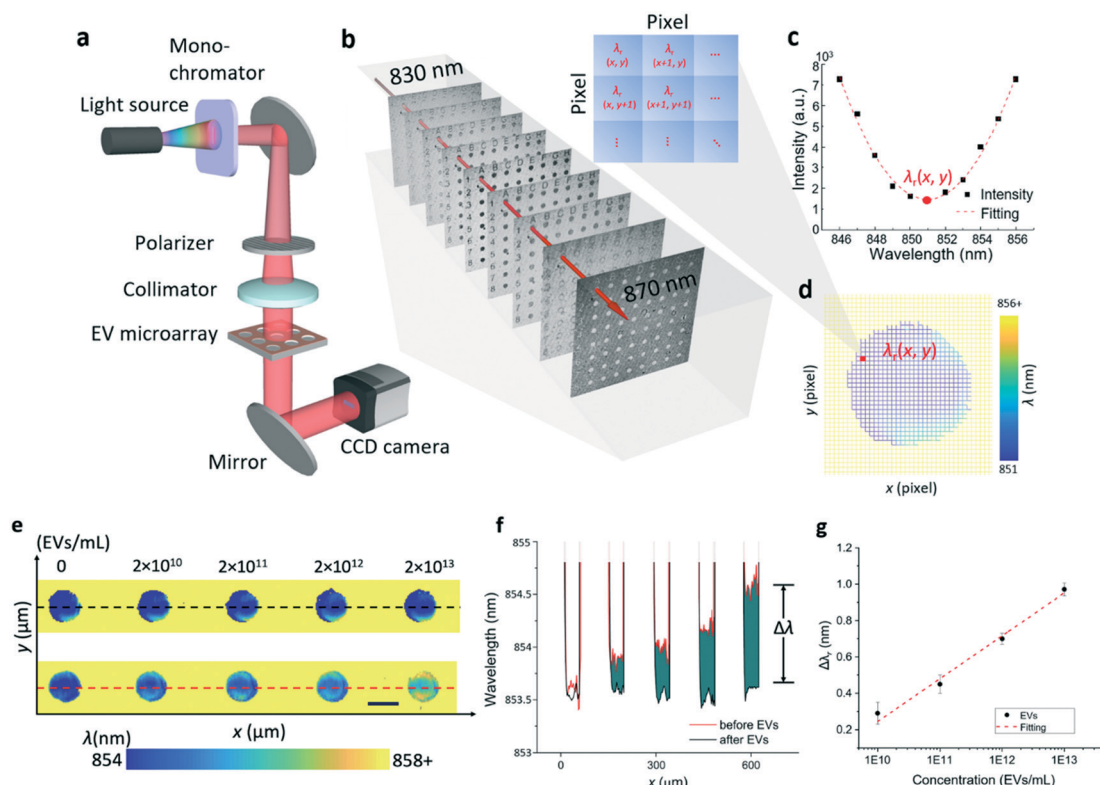 a
Mono-
chromator
Light source
Polarizer
Collimator
EV microarray
Mirror
CCD camera
b
830 nm
870 nm
Pixel
Pixel
λr
(x, y)
λr
(x+1, y)
...
λr
(x, y+1)
λr
(x+1, y+1)
...
c
10³
8
7
6
5
4
3
2
1
0
Intensity (a.u.)
λr(x, y)
Intensity
Fitting
846 848 850 852 854 856
Wavelength (nm)
d
856+
λr(x, y)
λ (nm)
851
y (pixel)
x (pixel)
e
(EVs/mL)
0 2×10¹⁰ 2×10¹¹ 2×10¹² 2×10¹³
y (μm)
x (μm)
λ(nm)
854 858+
f
855
854.5
854
853.5
853
Wavelength (nm)
Δλ
before EVs
after EVs
0 300 600
x (μm)
g
1.2
1.0
0.8
0.6
0.4
0.2
Δλr (nm)
EVs
Fitting
1E10 1E11 1E12 1E13
Concentration (EVs/mL)